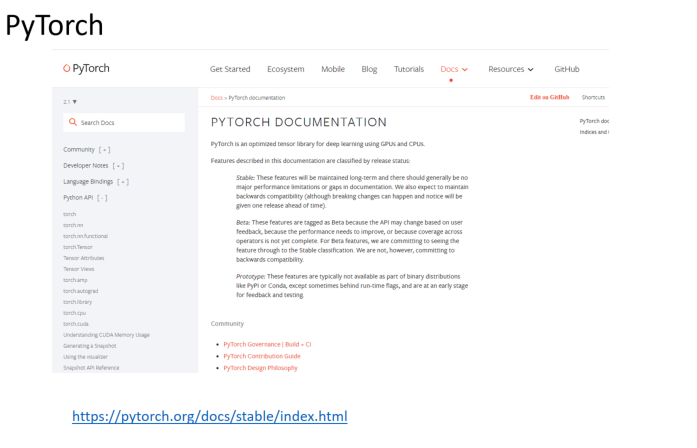 PyTorch
PyTorch
Get Started Ecosystem Mobile Blog Tutorials Docs Resources GitHub
2.1 ▼
Docs > PyTorch documentation
Edit on GitHub Shortcuts
Search Docs
Community [ + ]
Developer Notes [ + ]
Language Bindings [ + ]
Python API [ - ]
torch
torch.nn
torch.nn.functional
torch.Tensor
Tensor Attributes
Tensor Views
torch.amp
torch.autograd
torch.library
torch.cpu
torch.cuda
Understanding CUDA Memory Usage
Generating a Snapshot
Using the visualizer
Snapshot API Reference
PYTORCH DOCUMENTATION
PyTorch is an optimized tensor library for deep learning using GPUs and CPUs.
Features described in this documentation are classified by release status:
Stable: These features will be maintained long-term and there should generally be no
major performance limitations or gaps in documentation. We also expect to maintain
backwards compatibility (although breaking changes can happen and notice will be
given one release ahead of time).
Beta: These features are tagged as Beta because the API may change based on user
feedback, because the performance needs to improve, or because coverage across
operators is not yet complete. For Beta features, we are committing to seeing the
feature through to the Stable classification. We are not, however, committing to
backwards compatibility.
Prototype: These features are typically not available as part of binary distributions
like PyPI or Conda, except sometimes behind run-time flags, and are at an early stage
for feedback and testing.
Community
PyTorch Governance | Build + CI
PyTorch Contribution Guide
PyTorch Design Philosophy
PyTorch doc
Indices and
https://pytorch.org/docs/stable/index.html